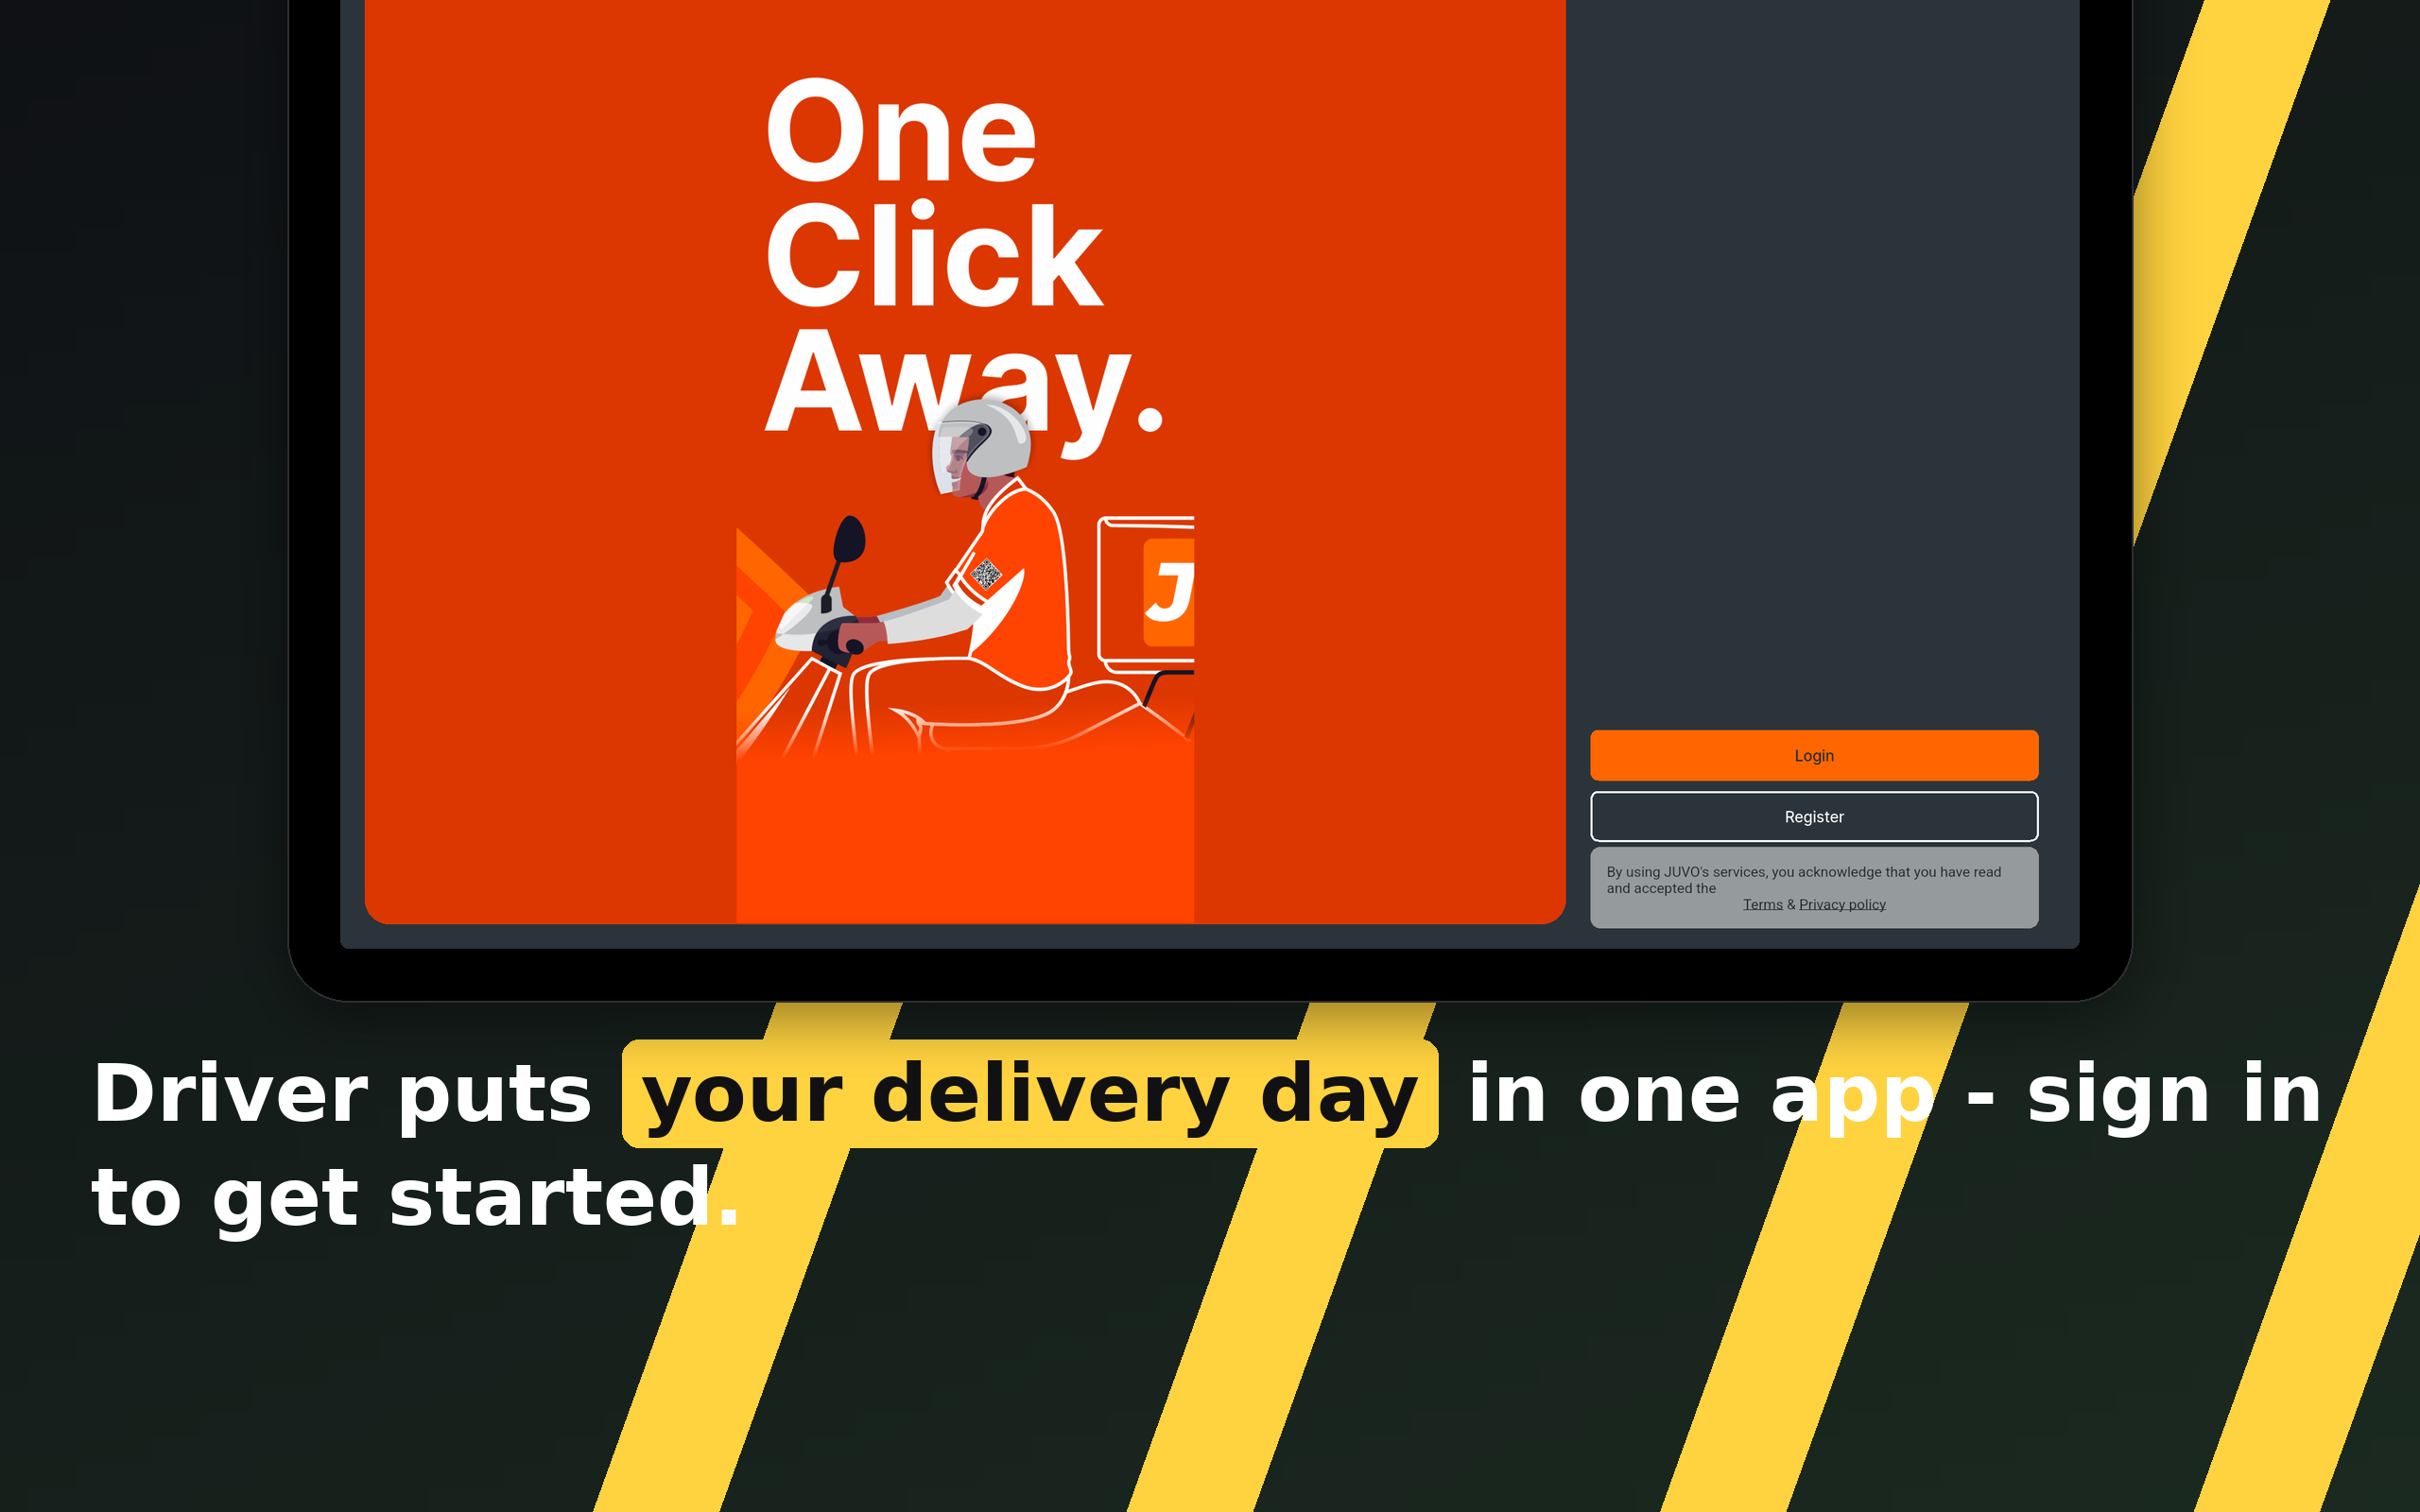 One
Click
Away.
J
Login
Register
By using JUVO's services, you acknowledge that you have read
and accepted the
Terms & Privacy policy
Driver puts your delivery day in one app - sign in
to get started.